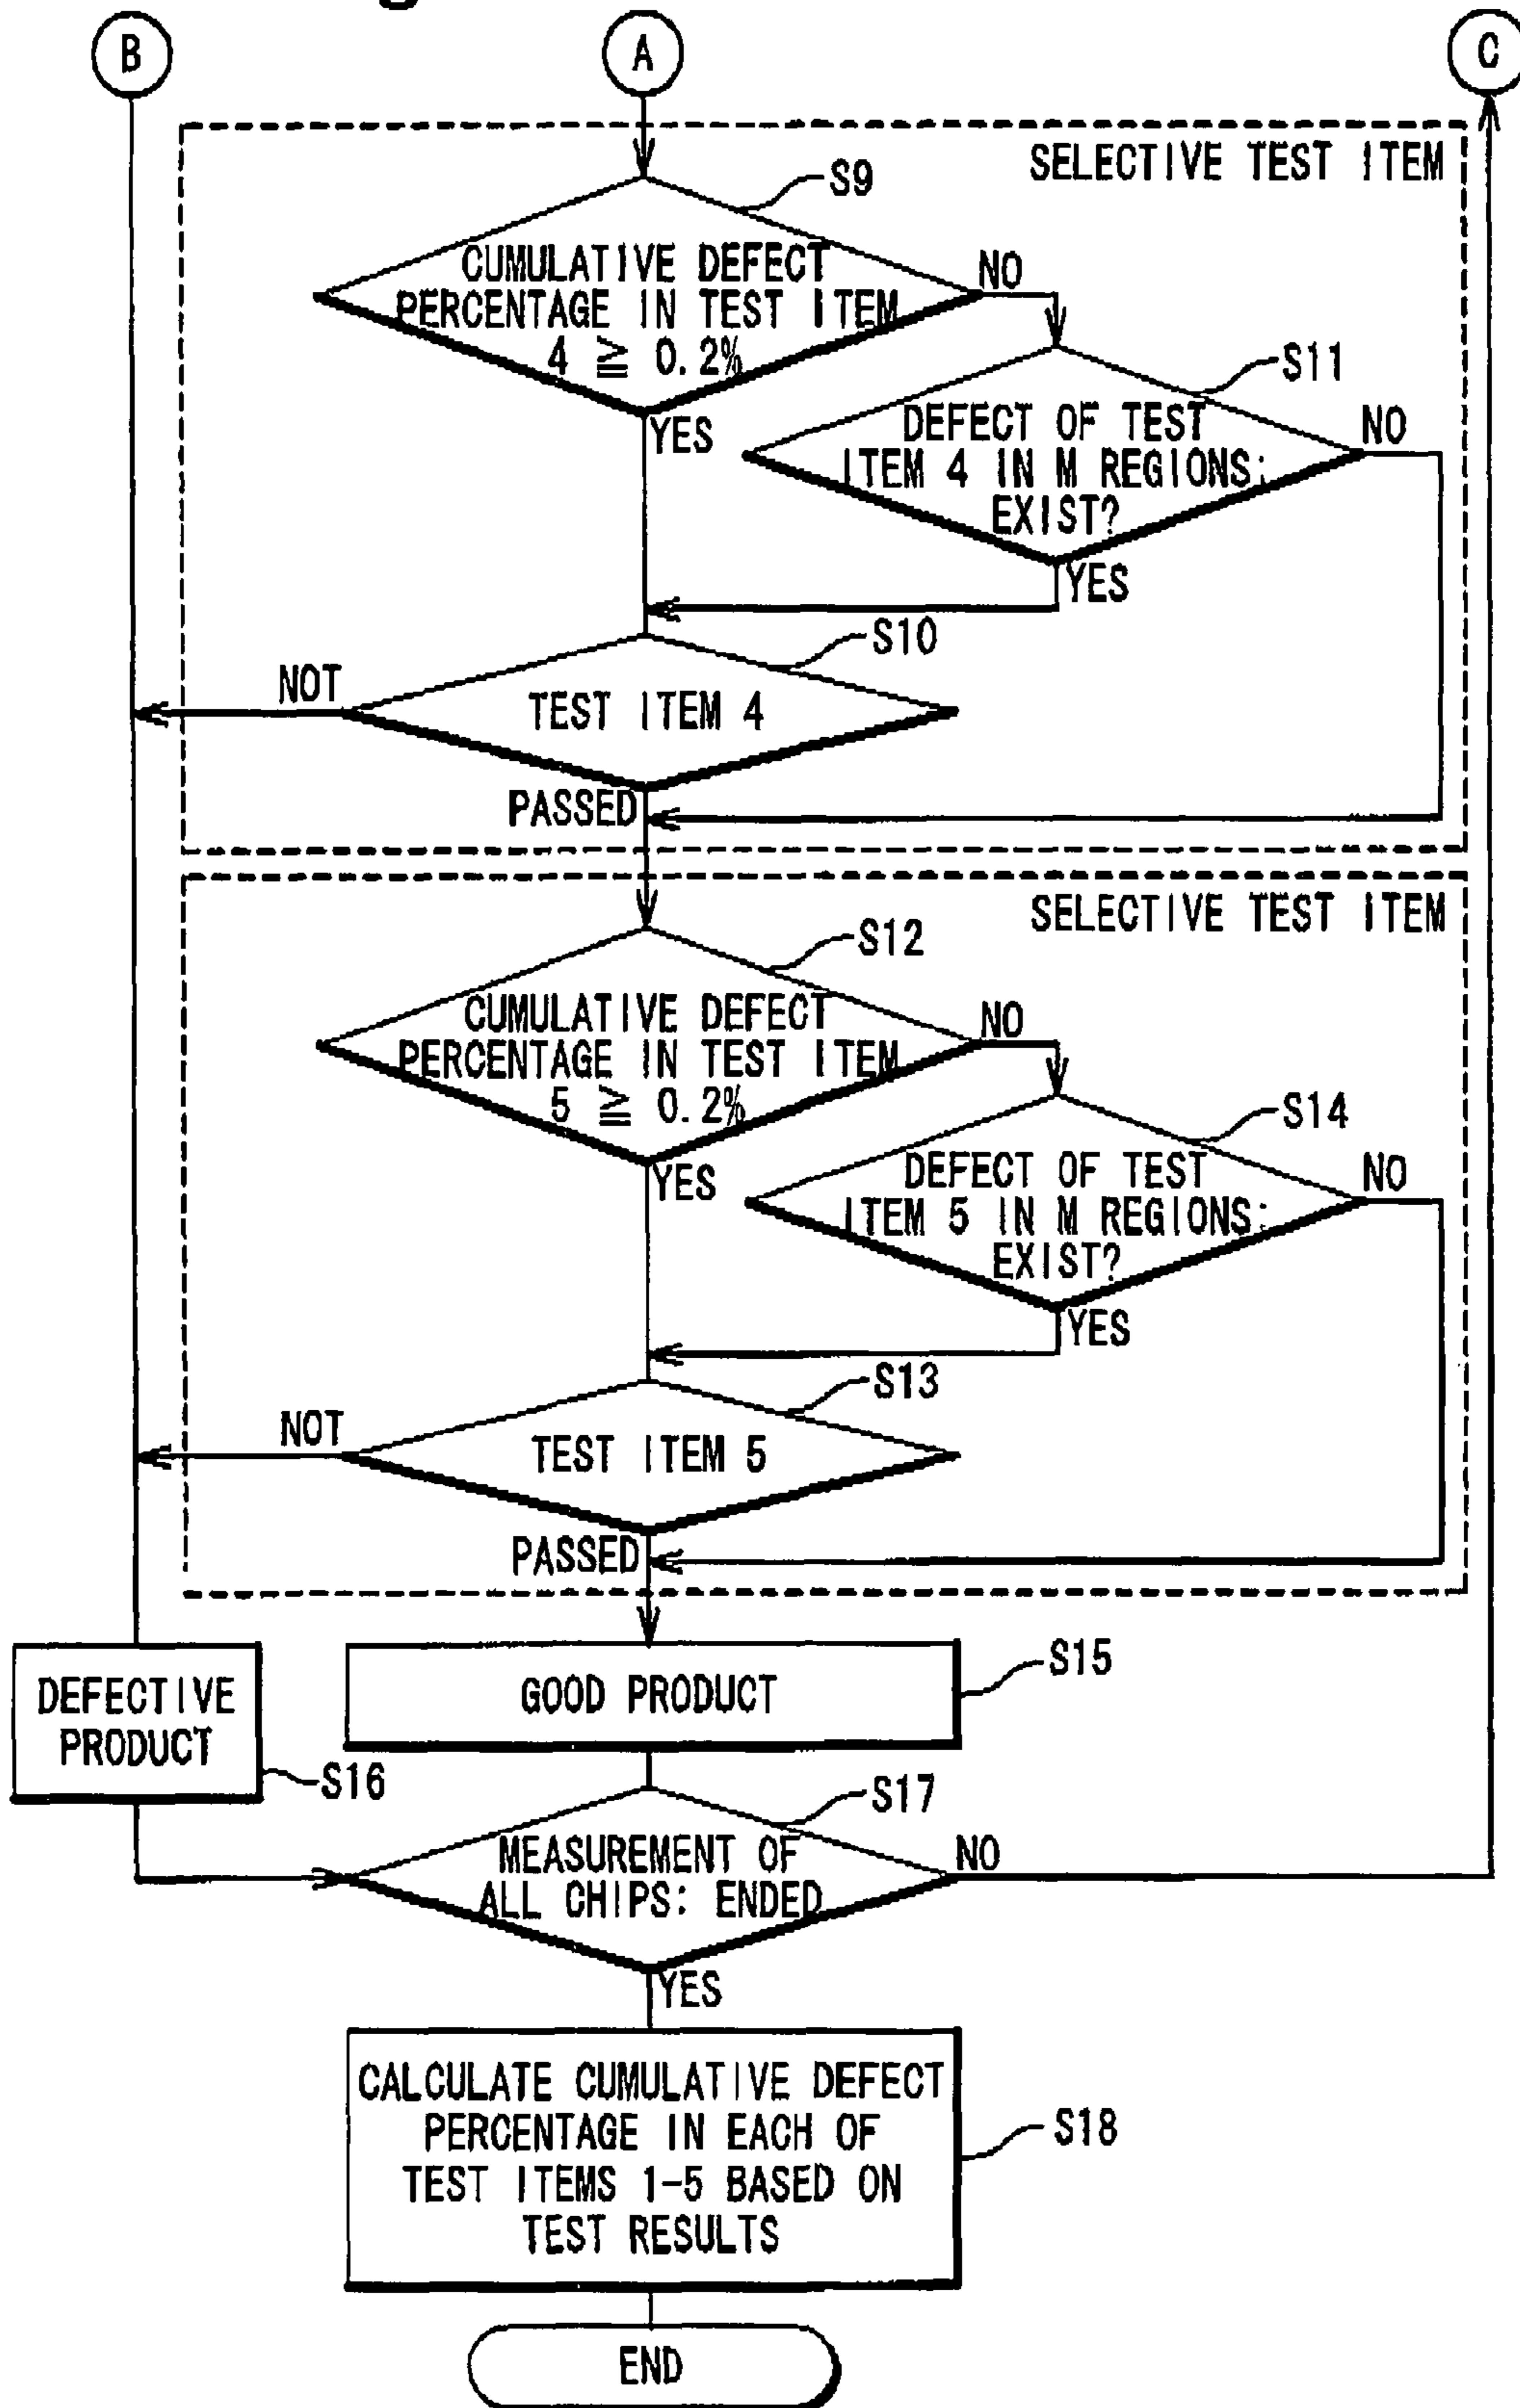 B
A
C
SELECTIVE TEST ITEM
S9
CUMULATIVE DEFECT
PERCENTAGE IN TEST ITEM
4 ≧ 0.2%
NO
YES
S11
DEFECT OF TEST
ITEM 4 IN M REGIONS:
EXIST?
NO
YES
S10
NOT
TEST ITEM 4
PASSED
SELECTIVE TEST ITEM
S12
CUMULATIVE DEFECT
PERCENTAGE IN TEST ITEM
5 ≧ 0.2%
NO
YES
S14
DEFECT OF TEST
ITEM 5 IN M REGIONS:
EXIST?
NO
YES
S13
NOT
TEST ITEM 5
PASSED
DEFECTIVE
PRODUCT
S16
GOOD PRODUCT
S15
S17
MEASUREMENT OF
ALL CHIPS: ENDED
NO
YES
CALCULATE CUMULATIVE DEFECT
PERCENTAGE IN EACH OF
TEST ITEMS 1-5 BASED ON
TEST RESULTS
S18
END